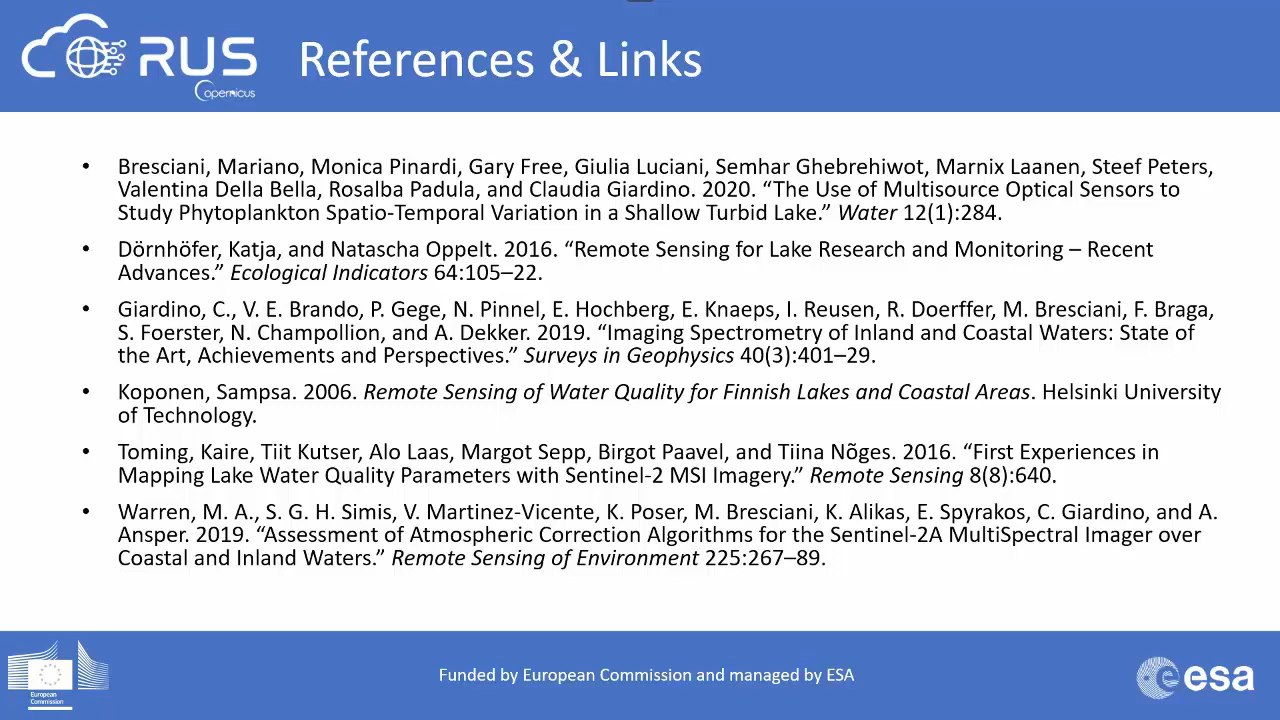 RUS
Copernicus
References & Links
• Bresciani, Mariano, Monica Pinardi, Gary Free, Giulia Luciani, Semhar Ghebrehiwot, Marnix Laanen, Steef Peters,
Valentina Della Bella, Rosalba Padula, and Claudia Giardino. 2020. “The Use of Multisource Optical Sensors to
Study Phytoplankton Spatio-Temporal Variation in a Shallow Turbid Lake.” Water 12(1):284.
• Dörnhöfer, Katja, and Natascha Oppelt. 2016. “Remote Sensing for Lake Research and Monitoring – Recent
Advances.” Ecological Indicators 64:105–22.
• Giardino, C., V. E. Brando, P. Gege, N. Pinnel, E. Hochberg, E. Knaeps, I. Reusen, R. Doerffer, M. Bresciani, F. Braga,
S. Foerster, N. Champollion, and A. Dekker. 2019. “Imaging Spectrometry of Inland and Coastal Waters: State of
the Art, Achievements and Perspectives.” Surveys in Geophysics 40(3):401–29.
• Koponen, Sampsa. 2006. Remote Sensing of Water Quality for Finnish Lakes and Coastal Areas. Helsinki University
of Technology.
• Toming, Kaire, Tiit Kutser, Alo Laas, Margot Sepp, Birgot Paavel, and Tiina Nõges. 2016. “First Experiences in
Mapping Lake Water Quality Parameters with Sentinel-2 MSI Imagery.” Remote Sensing 8(8):640.
• Warren, M. A., S. G. H. Simis, V. Martinez-Vicente, K. Poser, M. Bresciani, K. Alikas, E. Spyrakos, C. Giardino, and A.
Ansper. 2019. “Assessment of Atmospheric Correction Algorithms for the Sentinel-2A MultiSpectral Imager over
Coastal and Inland Waters.” Remote Sensing of Environment 225:267–89.
European
Commission
Funded by European Commission and managed by ESA
esa